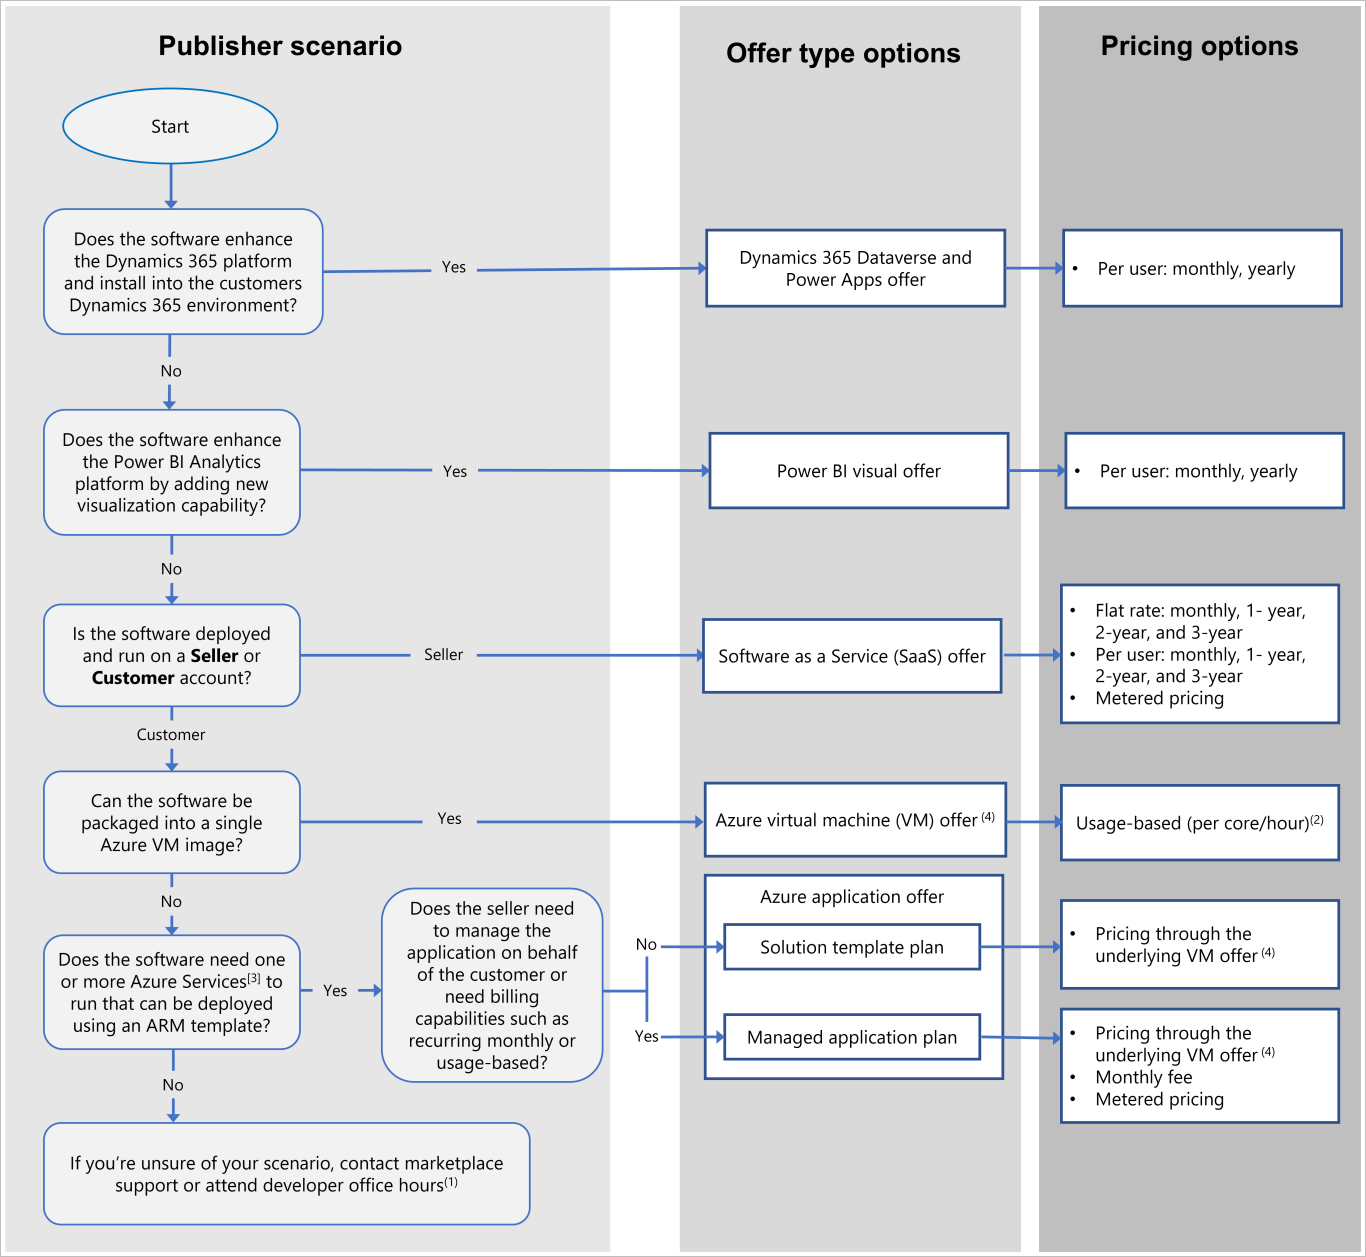 Publisher scenario
Offer type options
Pricing options
Start
Does the software enhance
the Dynamics 365 platform
and install into the customers
Dynamics 365 environment?
Yes
Dynamics 365 Dataverse and
Power Apps offer
• Per user: monthly, yearly
No
Does the software enhance
the Power BI Analytics
platform by adding new
visualization capability?
Yes
Power BI visual offer
• Per user: monthly, yearly
No
Is the software deployed
and run on a Seller or
Customer account?
Seller
Software as a Service (SaaS) offer
• Flat rate: monthly, 1- year,
2-year, and 3-year
• Per user: monthly, 1- year,
2-year, and 3-year
• Metered pricing
Customer
Can the software be
packaged into a single
Azure VM image?
Yes
Azure virtual machine (VM) offer (4)
Usage-based (per core/hour)(2)
No
Does the software need one
or more Azure Services[3] to
run that can be deployed
using an ARM template?
Yes
Does the seller need
to manage the
application on behalf
of the customer or
need billing
capabilities such as
recurring monthly or
usage-based?
Azure application offer
No
Solution template plan
• Pricing through the
underlying VM offer (4)
Yes
Managed application plan
• Pricing through the
underlying VM offer (4)
• Monthly fee
• Metered pricing
No
If you’re unsure of your scenario, contact marketplace
support or attend developer office hours(1)